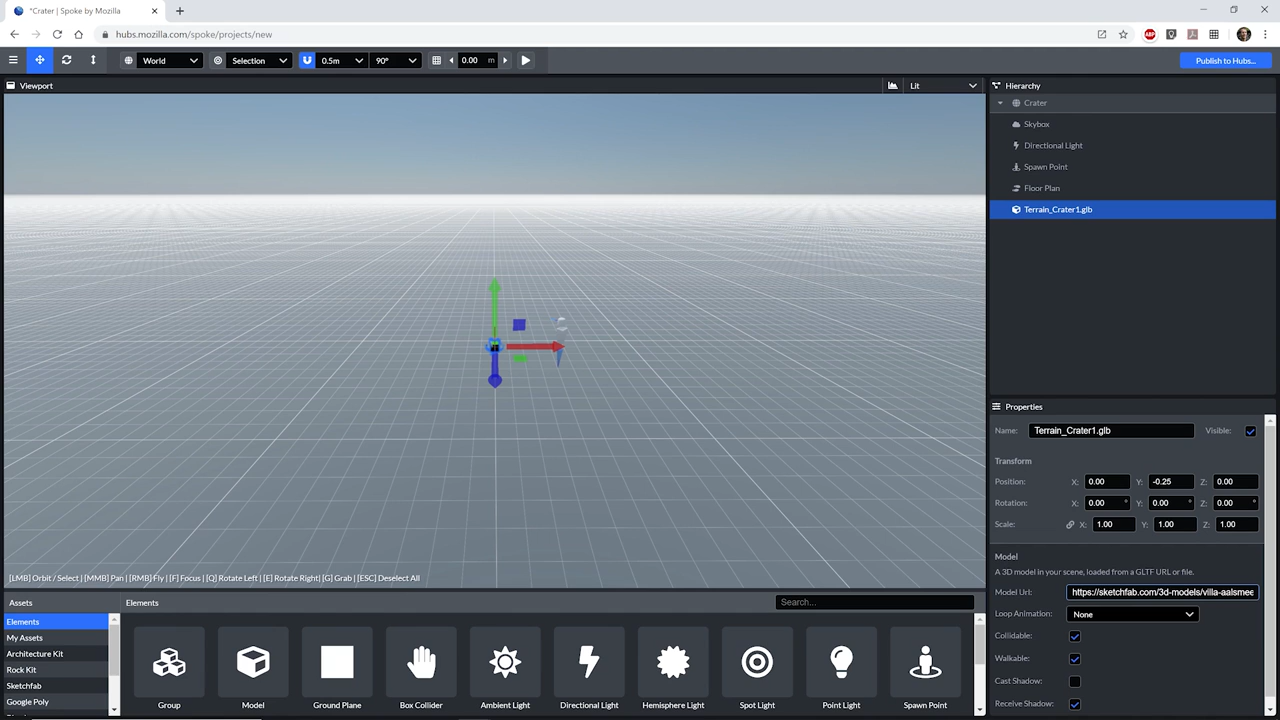 *Crater | Spoke by Mozilla
hubs.mozilla.com/spoke/projects/new
World
Selection
0.5m
90°
0.00 m
Publish to Hubs...
Viewport
Lit
Hierarchy
Crater
Skybox
Directional Light
Spawn Point
Floor Plan
Terrain_Crater1.glb
[LMB] Orbit / Select | [MMB] Pan | [RMB] Fly | [F] Focus | [Q] Rotate Left | [E] Rotate Right| [G] Grab | [ESC] Deselect All
Properties
Name: Terrain_Crater1.glb Visible:
Transform
Position: X: 0.00 Y: -0.25 Z: 0.00
Rotation: X: 0.00 ° Y: 0.00 ° Z: 0.00 °
Scale: X: 1.00 Y: 1.00 Z: 1.00
Model
A 3D model in your scene, loaded from a GLTF URL or file.
Model Url: https://sketchfab.com/3d-models/villa-aalsmee
Loop Animation: None
Collidable:
Walkable:
Cast Shadow:
Receive Shadow:
Assets
Elements
My Assets
Architecture Kit
Rock Kit
Sketchfab
Google Poly
Elements
Search...
Group
Model
Ground Plane
Box Collider
Ambient Light
Directional Light
Hemisphere Light
Spot Light
Point Light
Spawn Point